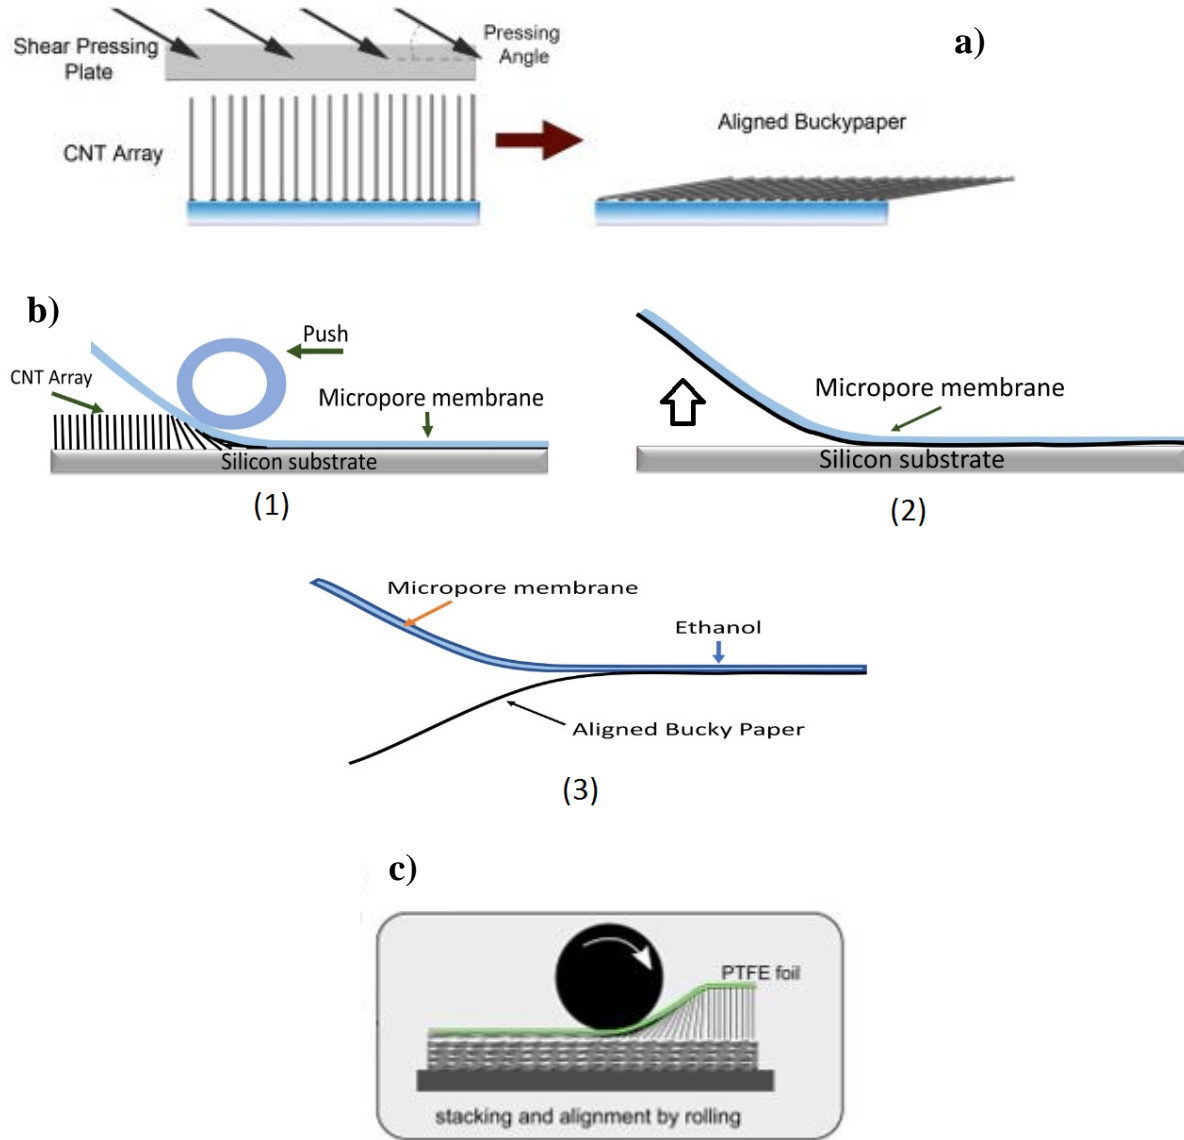 a)
Shear Pressing
Plate
Pressing
Angle
CNT Array
Aligned Buckypaper
b)
Push
CNT Array
Micropore membrane
Silicon substrate
(1)
Micropore membrane
Silicon substrate
(2)
Micropore membrane
Ethanol
Aligned Bucky Paper
(3)
c)
PTFE foil
stacking and alignment by rolling